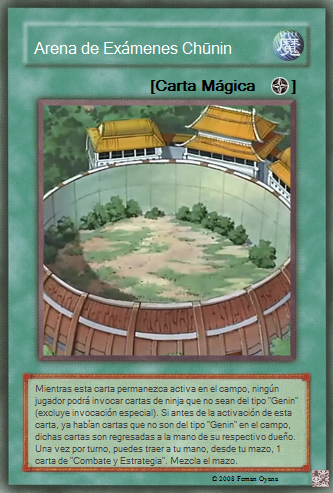 Arena de Exámenes Chūnin
魔
[Carta Mágica ]
Mientras esta carta permanezca activa en el campo, ningún
jugador podrá invocar cartas de ninja que no sean del tipo "Genin"
(excluye invocación especial). Si antes de la activación de esta
carta, ya habían cartas que no son del tipo "Genin" en el campo,
dichas cartas son regresadas a la mano de su respectivo dueño.
Una vez por turno, puedes traer a tu mano, desde tu mazo, 1
carta de "Combate y Estrategia". Mezcla el mazo.
© 2008 Fernan Oyana